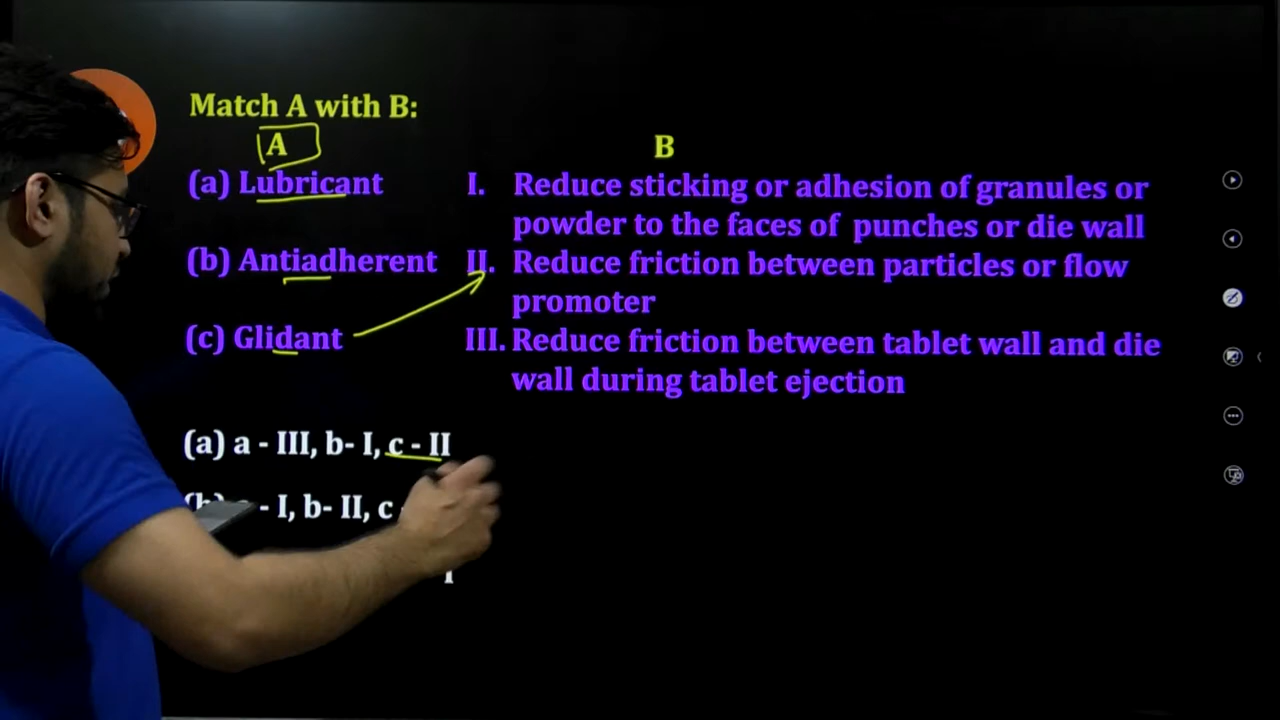 Match A with B:
A
B
(a) Lubricant
I. Reduce sticking or adhesion of granules or
powder to the faces of punches or die wall
(b) Antiadherent
II. Reduce friction between particles or flow
promoter
(c) Glidant
III. Reduce friction between tablet wall and die
wall during tablet ejection
(a) a - III, b- I, c - II
- I, b- II, c